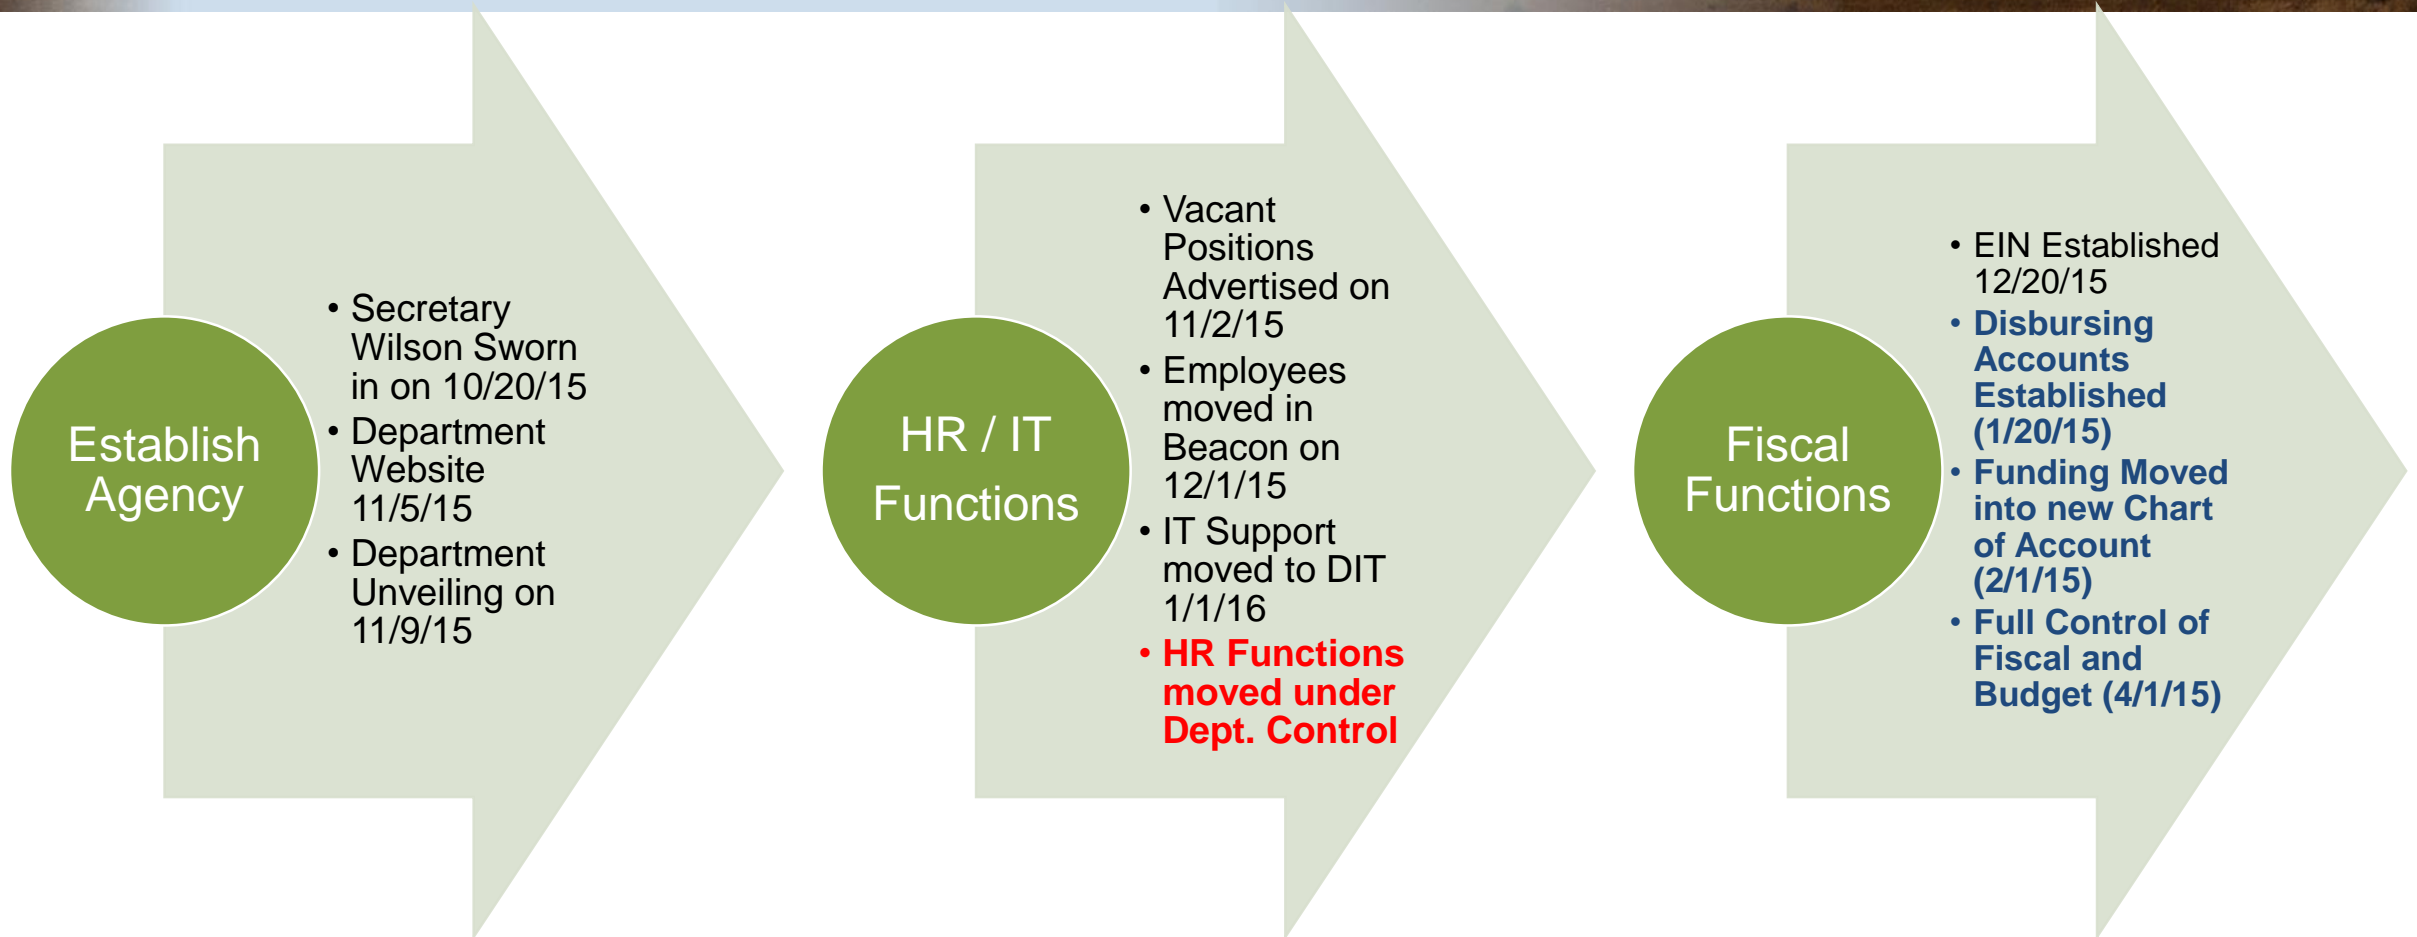 Establish
Agency
• Secretary
Wilson Sworn
in on 10/20/15
• Department
Website
11/5/15
• Department
Unveiling on
11/9/15
HR / IT
Functions
• Vacant
Positions
Advertised on
11/2/15
• Employees
moved in
Beacon on
12/1/15
• IT Support
moved to DIT
1/1/16
• HR Functions
moved under
Dept. Control
Fiscal
Functions
• EIN Established
12/20/15
• Disbursing
Accounts
Established
(1/20/15)
• Funding Moved
into new Chart
of Account
(2/1/15)
• Full Control of
Fiscal and
Budget (4/1/15)